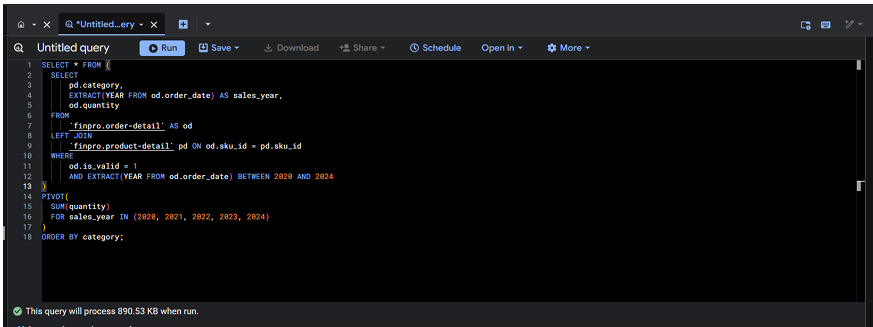 *Untitled...ery
Untitled query Run Save Download Share Schedule Open in More
1 SELECT * FROM (
2 SELECT
3 pd.category,
4 EXTRACT(YEAR FROM od.order_date) AS sales_year,
5 od.quantity
6 FROM
7 `finpro.order-detail` AS od
8 LEFT JOIN
9 `finpro.product-detail` pd ON od.sku_id = pd.sku_id
10 WHERE
11 od.is_valid = 1
12 AND EXTRACT(YEAR FROM od.order_date) BETWEEN 2020 AND 2024
13 )
14 PIVOT(
15 SUM(quantity)
16 FOR sales_year IN (2020, 2021, 2022, 2023, 2024)
17 )
18 ORDER BY category;
This query will process 890.53 KB when run.